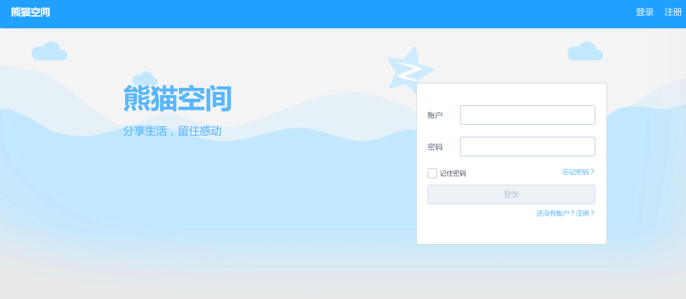 熊猫空间
登录 注册
熊猫空间
分享生活，留住感动
账户
密码
记住密码 忘记密码？
登录
还没有账户？注册？